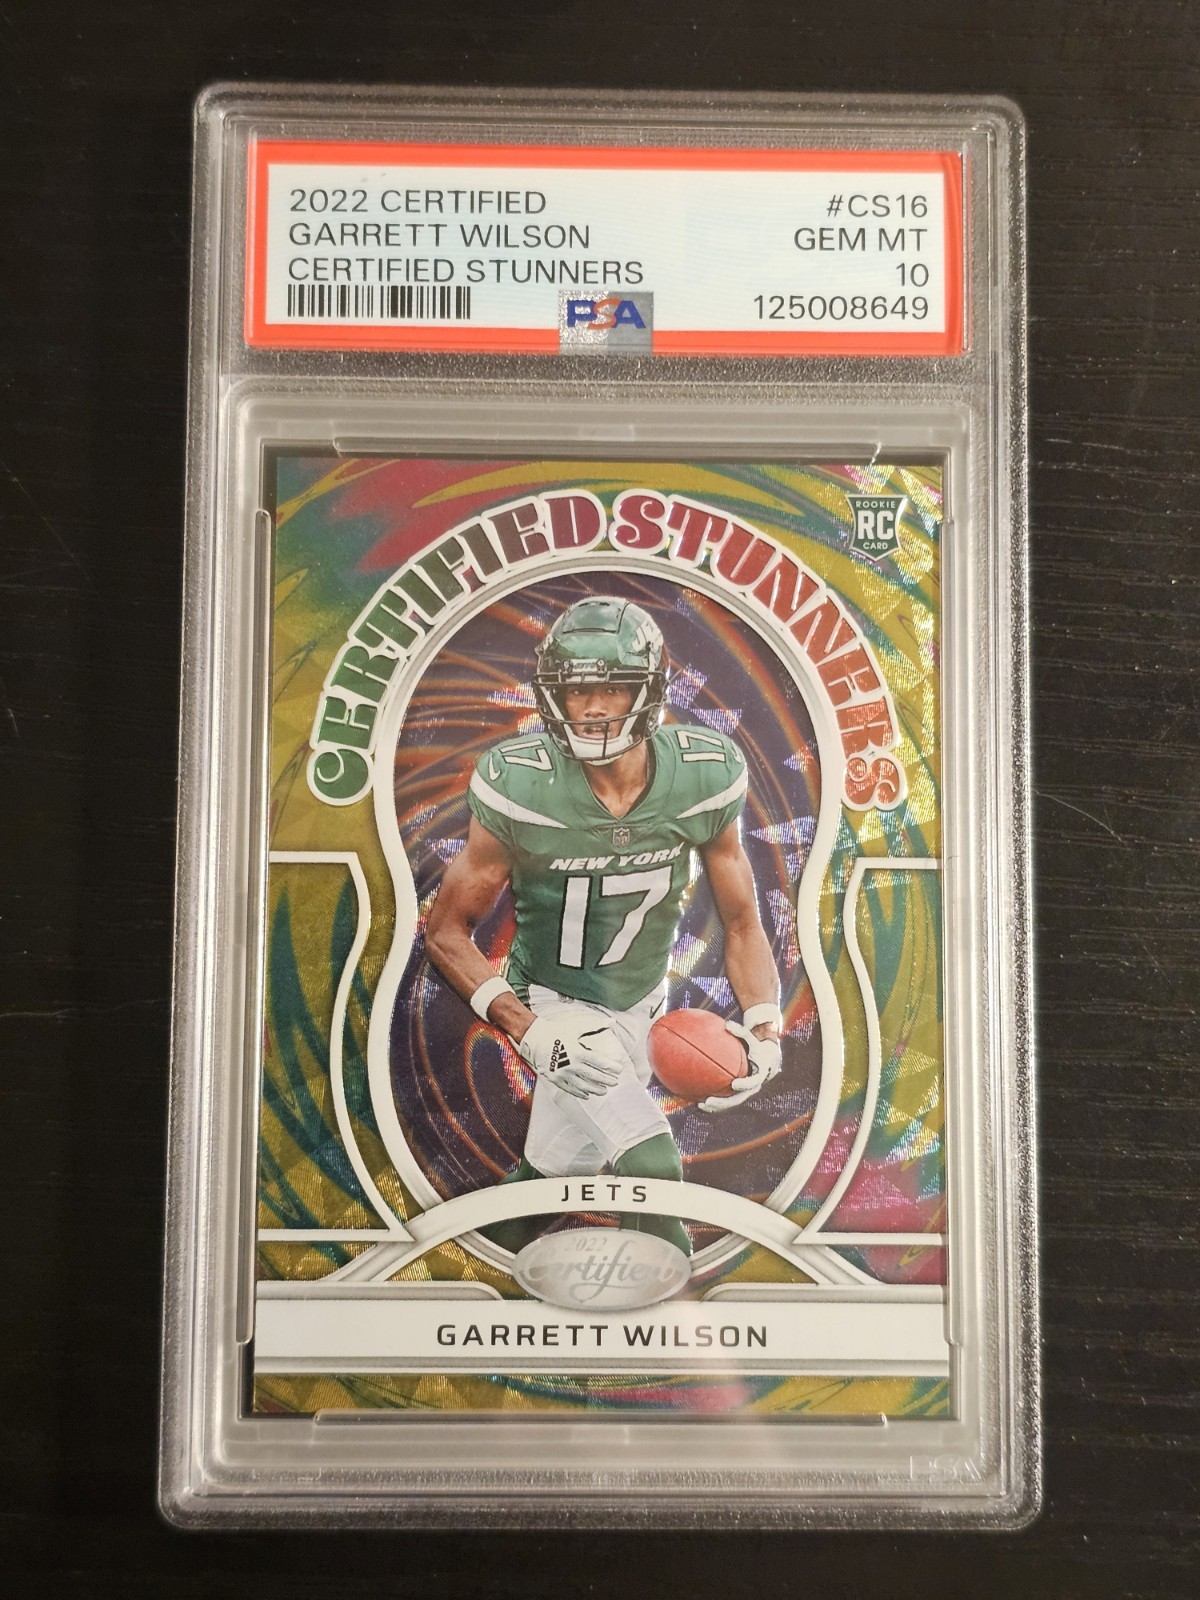 2022 CERTIFIED #CS16
GARRETT WILSON GEM MT
CERTIFIED STUNNERS 10
125008649
PSA
ROOKIE
RC
CARD
CERTIFIED STUNNERS
JETS
17 17
NEW YORK
17
adidas
JETS
2022
Certified
GARRETT WILSON
PSA